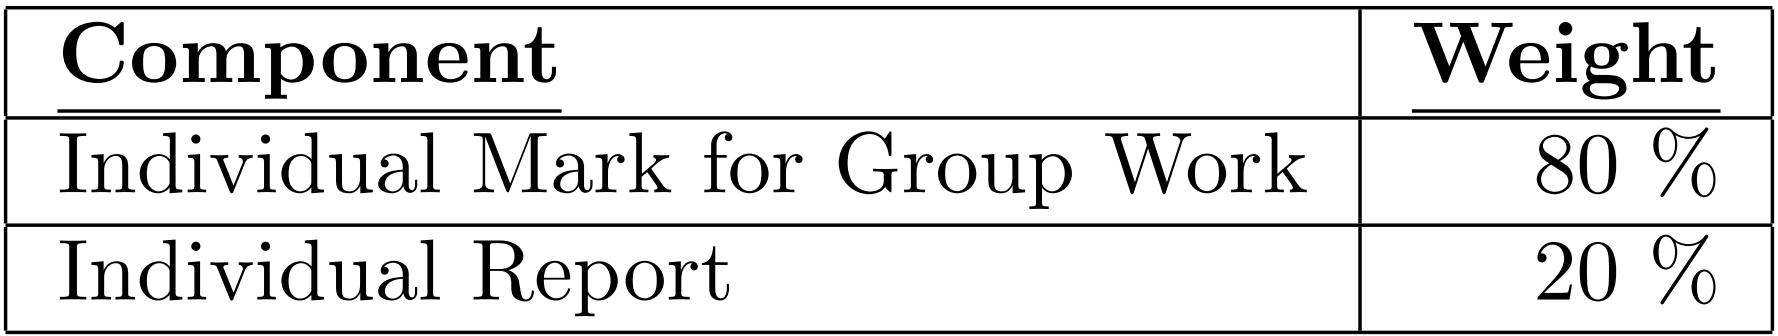 Component Weight
Individual Mark for Group Work 80 %
Individual Report 20 %